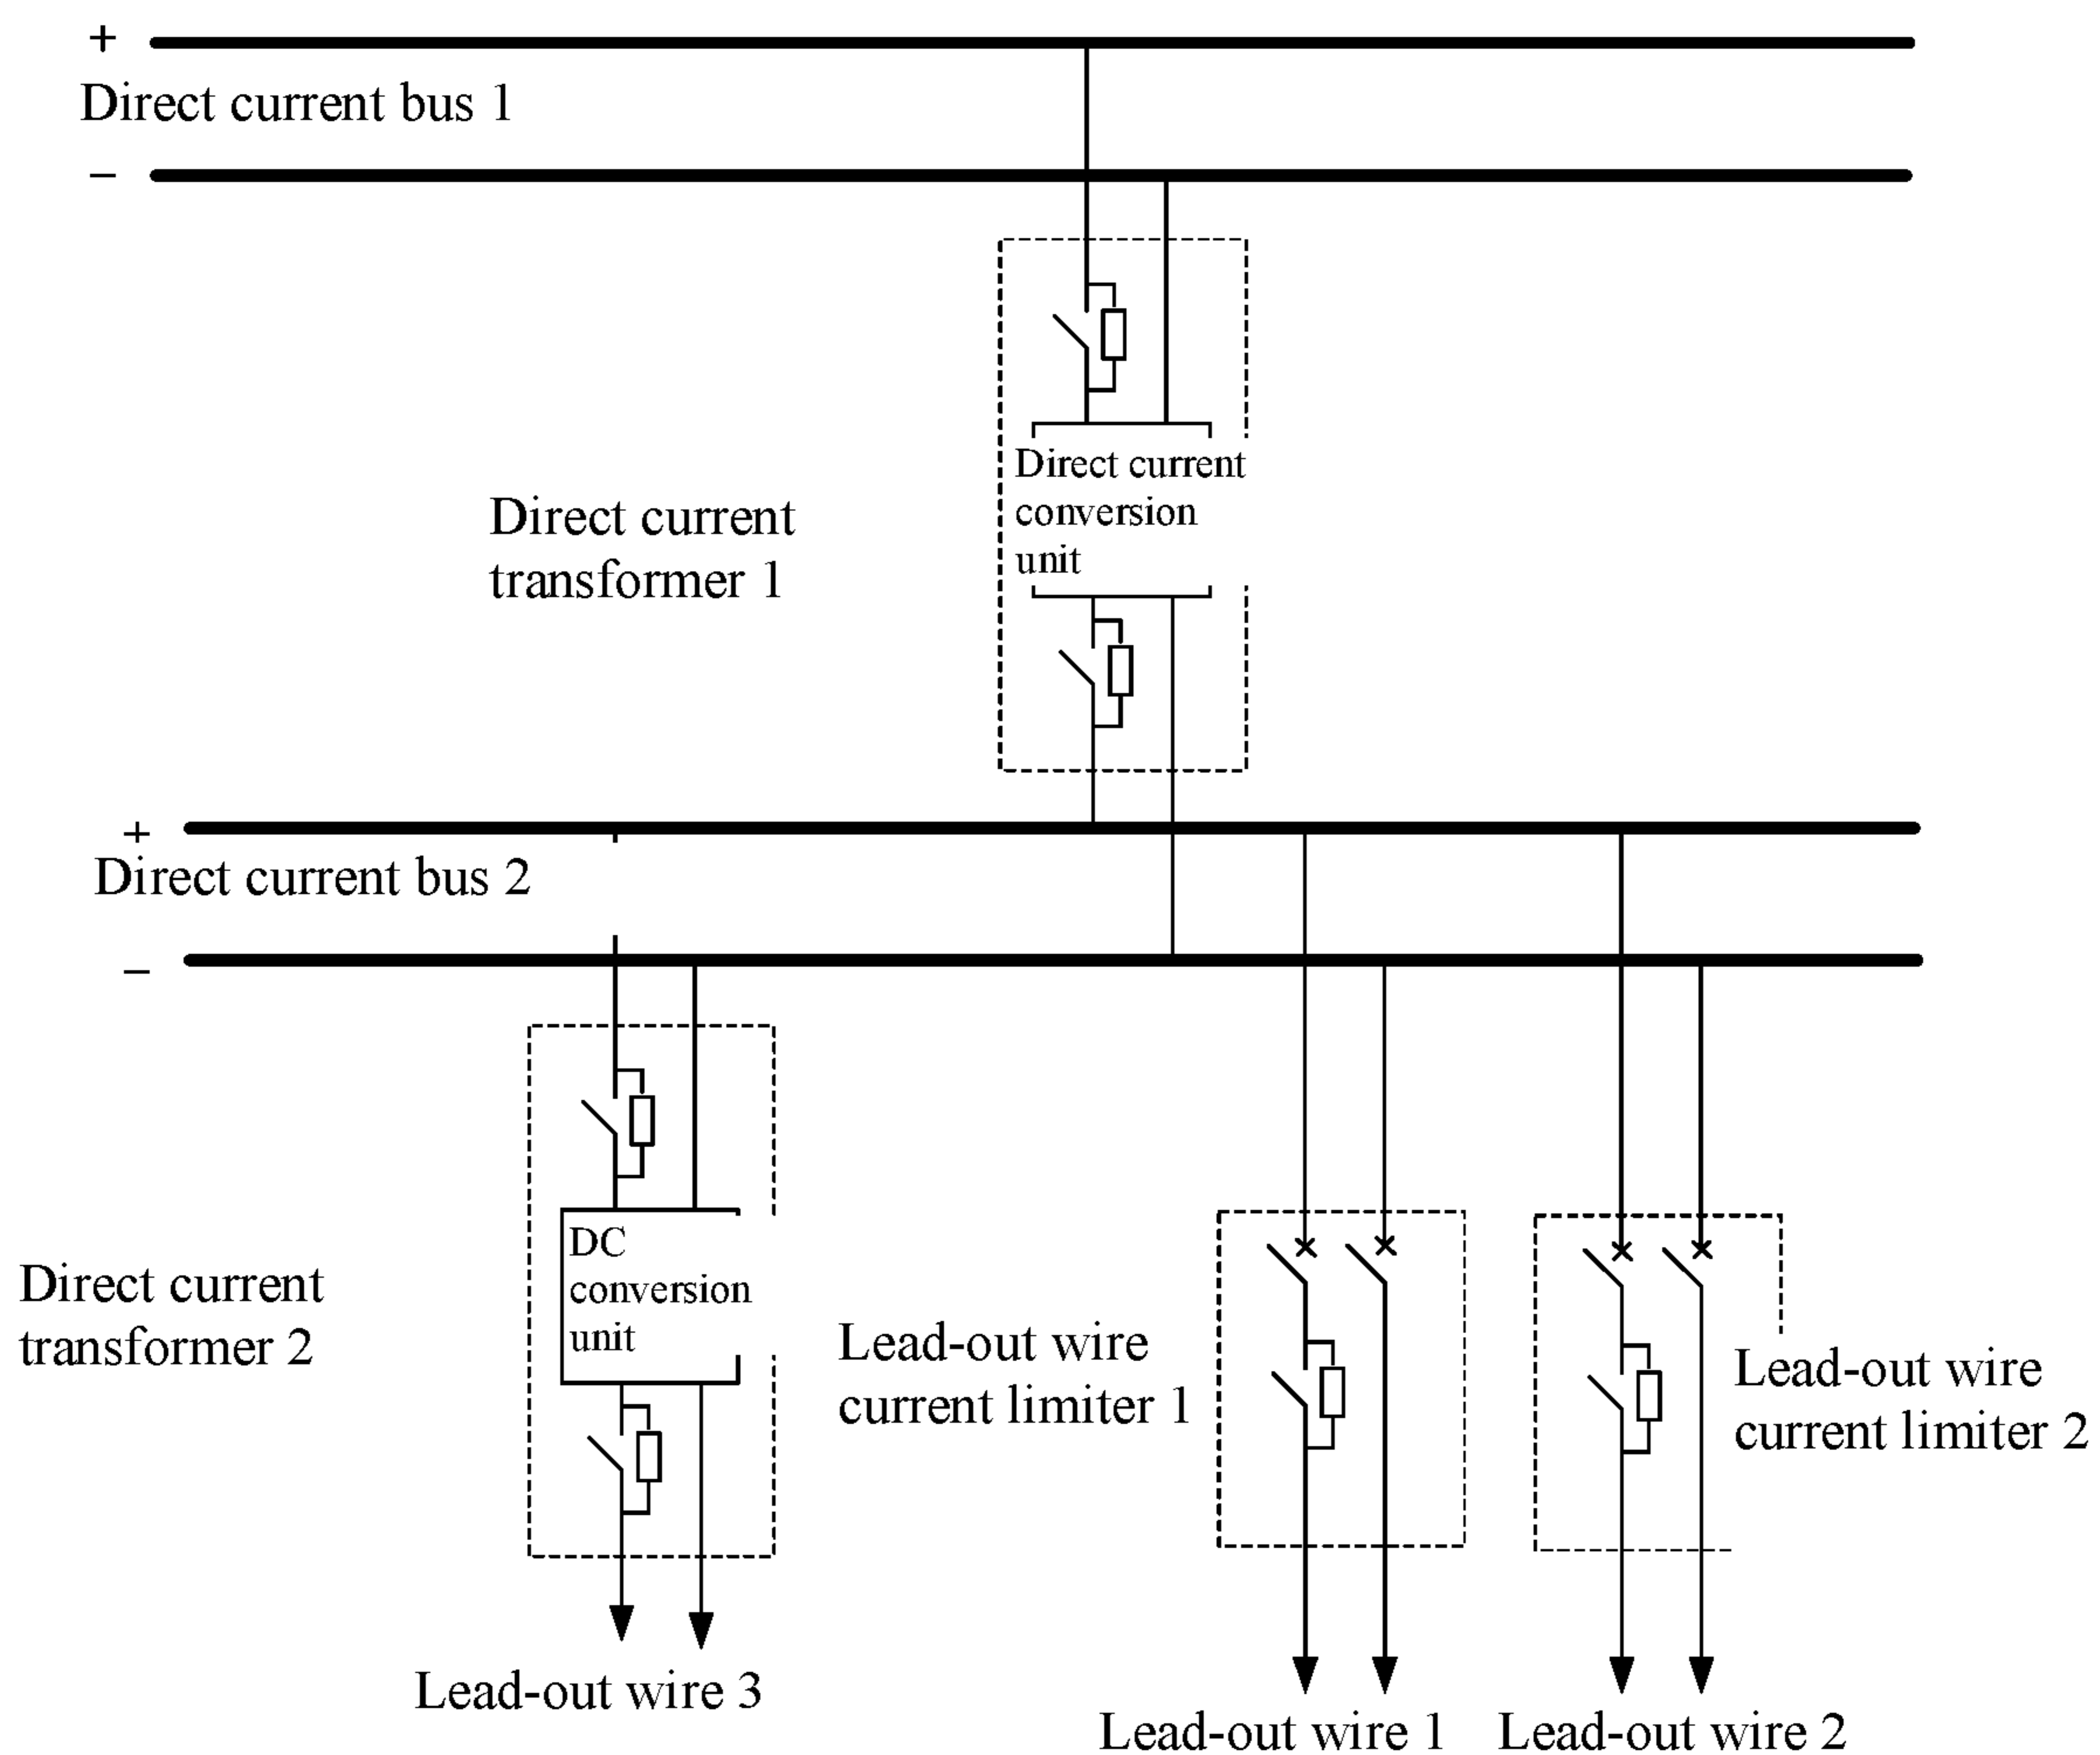 +
Direct current bus 1
−
Direct current
conversion
unit
Direct current
transformer 1
+
Direct current bus 2
−
DC
conversion
unit
Direct current
transformer 2
Lead-out wire
current limiter 1
Lead-out wire
current limiter 2
Lead-out wire 3
Lead-out wire 1
Lead-out wire 2